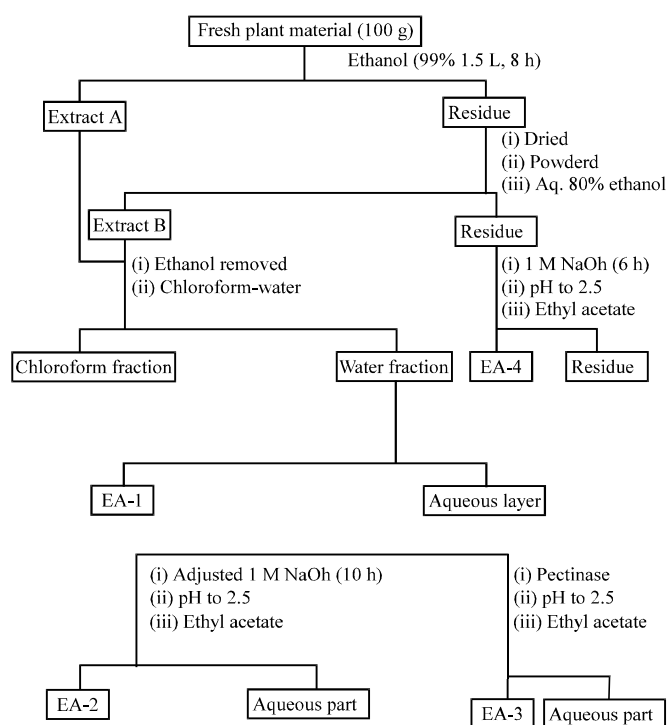 Fresh plant material (100 g)
Ethanol (99% 1.5 L, 8 h)
Extract A
Residue
(i) Dried
(ii) Powderd
(iii) Aq. 80% ethanol
Extract B
Residue
(i) Ethanol removed
(ii) Chloroform-water
(i) 1 M NaOh (6 h)
(ii) pH to 2.5
(iii) Ethyl acetate
Chloroform fraction
Water fraction
EA-4
Residue
EA-1
Aqueous layer
(i) Adjusted 1 M NaOh (10 h)
(ii) pH to 2.5
(iii) Ethyl acetate
(i) Pectinase
(ii) pH to 2.5
(iii) Ethyl acetate
EA-2
Aqueous part
EA-3
Aqueous part